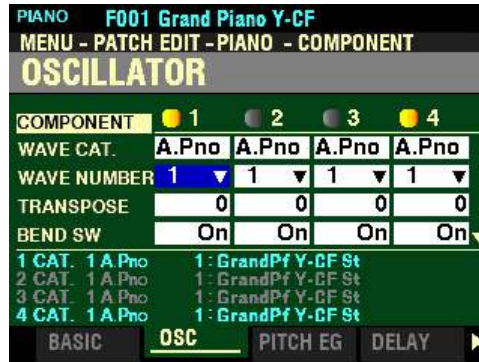 PIANO F001 Grand Piano Y-CF
MENU - PATCH EDIT - PIANO - COMPONENT
OSCILLATOR
COMPONENT 1 2 3 4
WAVE CAT. A.Pno A.Pno A.Pno A.Pno
WAVE NUMBER 1 ▼ 1 ▼ 1 ▼ 1 ▼
TRANSPOSE 0 0 0 0
BEND SW On On On On
1 CAT. 1 A.Pno 1: GrandPf Y-CF St
2 CAT. 1 A.Pno 1: GrandPf Y-CF St
3 CAT. 1 A.Pno 1: GrandPf Y-CF St
4 CAT. 1 A.Pno 1: GrandPf Y-CF St
BASIC OSC PITCH EG DELAY